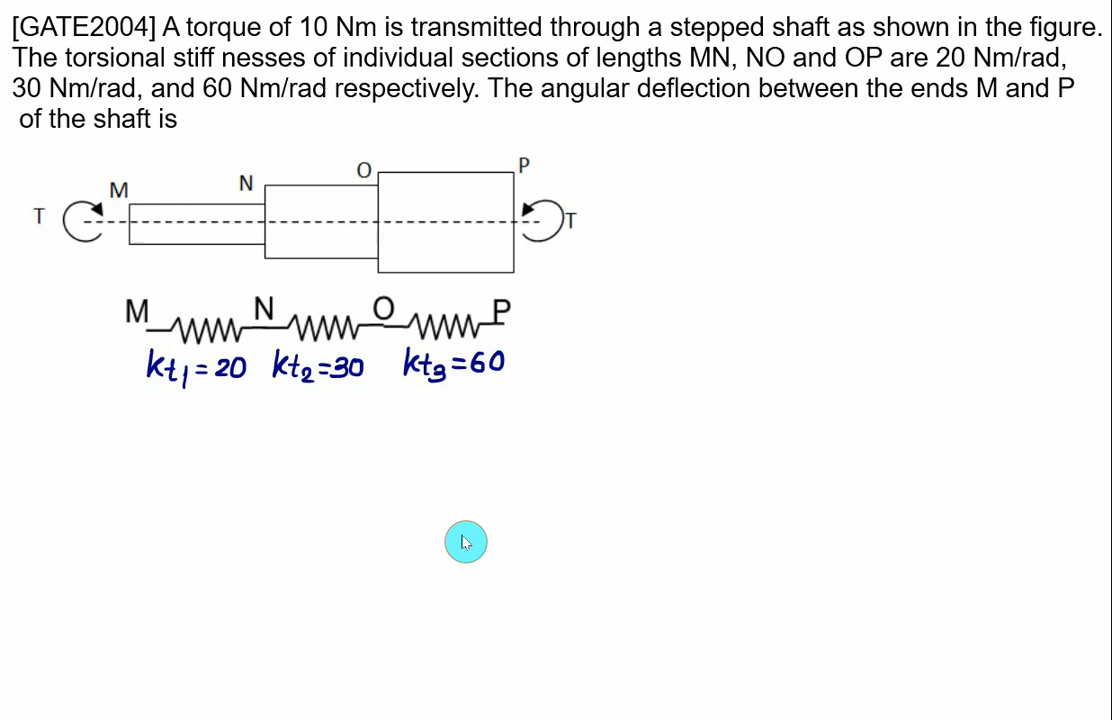 [GATE2004] A torque of 10 Nm is transmitted through a stepped shaft as shown in the figure.
The torsional stiff nesses of individual sections of lengths MN, NO and OP are 20 Nm/rad,
30 Nm/rad, and 60 Nm/rad respectively. The angular deflection between the ends M and P
of the shaft is
M N O P
T T
M N O P
kt1 = 20 kt2 = 30 kt3 = 60